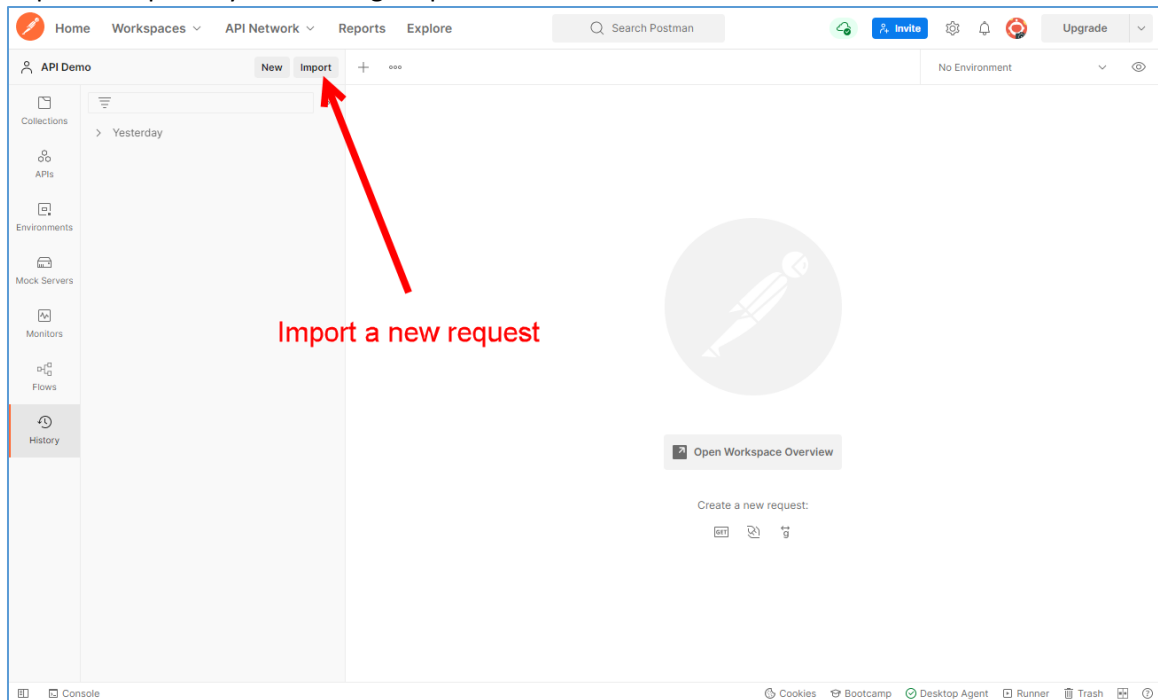 Home Workspaces API Network Reports Explore Search Postman Invite Upgrade
API Demo New Import No Environment
Collections
Yesterday
APIs
Environments
Mock Servers
Monitors
Import a new request
Flows
History
Open Workspace Overview
Create a new request:
GET g
Console Cookies Bootcamp Desktop Agent Runner Trash